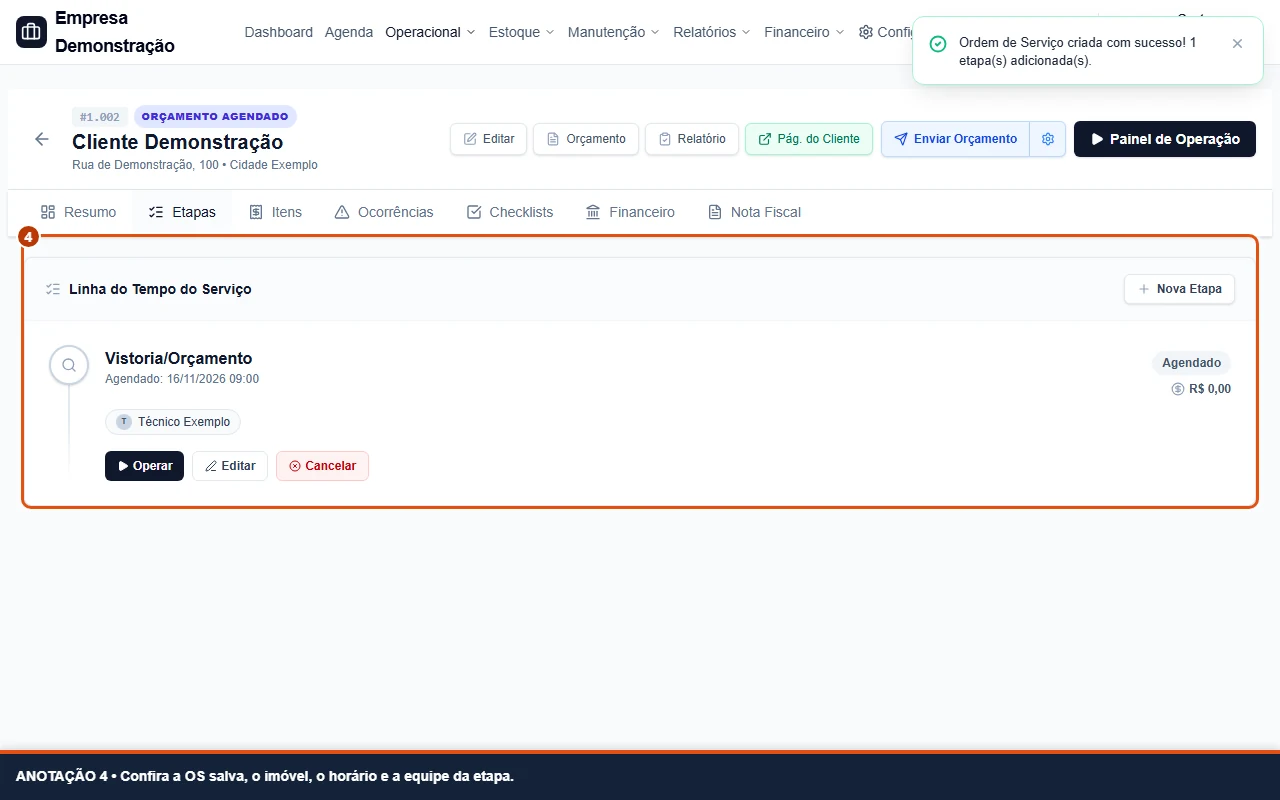 Empresa
Demonstração
Dashboard Agenda Operacional Estoque Manutenção Relatórios Financeiro
Ordem de Serviço criada com sucesso! 1
etapa(s) adicionada(s).
#1.002 ORÇAMENTO AGENDADO
Cliente Demonstração
Rua de Demonstração, 100 • Cidade Exemplo
Editar Orçamento Relatório Pág. do Cliente Enviar Orçamento Painel de Operação
Resumo Etapas Itens Ocorrências Checklists Financeiro Nota Fiscal
4
Linha do Tempo do Serviço
Nova Etapa
Vistoria/Orçamento
Agendado
Agendado: 16/11/2026 09:00
R$ 0,00
T Técnico Exemplo
Operar Editar Cancelar
ANOTAÇÃO 4 • Confira a OS salva, o imóvel, o horário e a equipe da etapa.